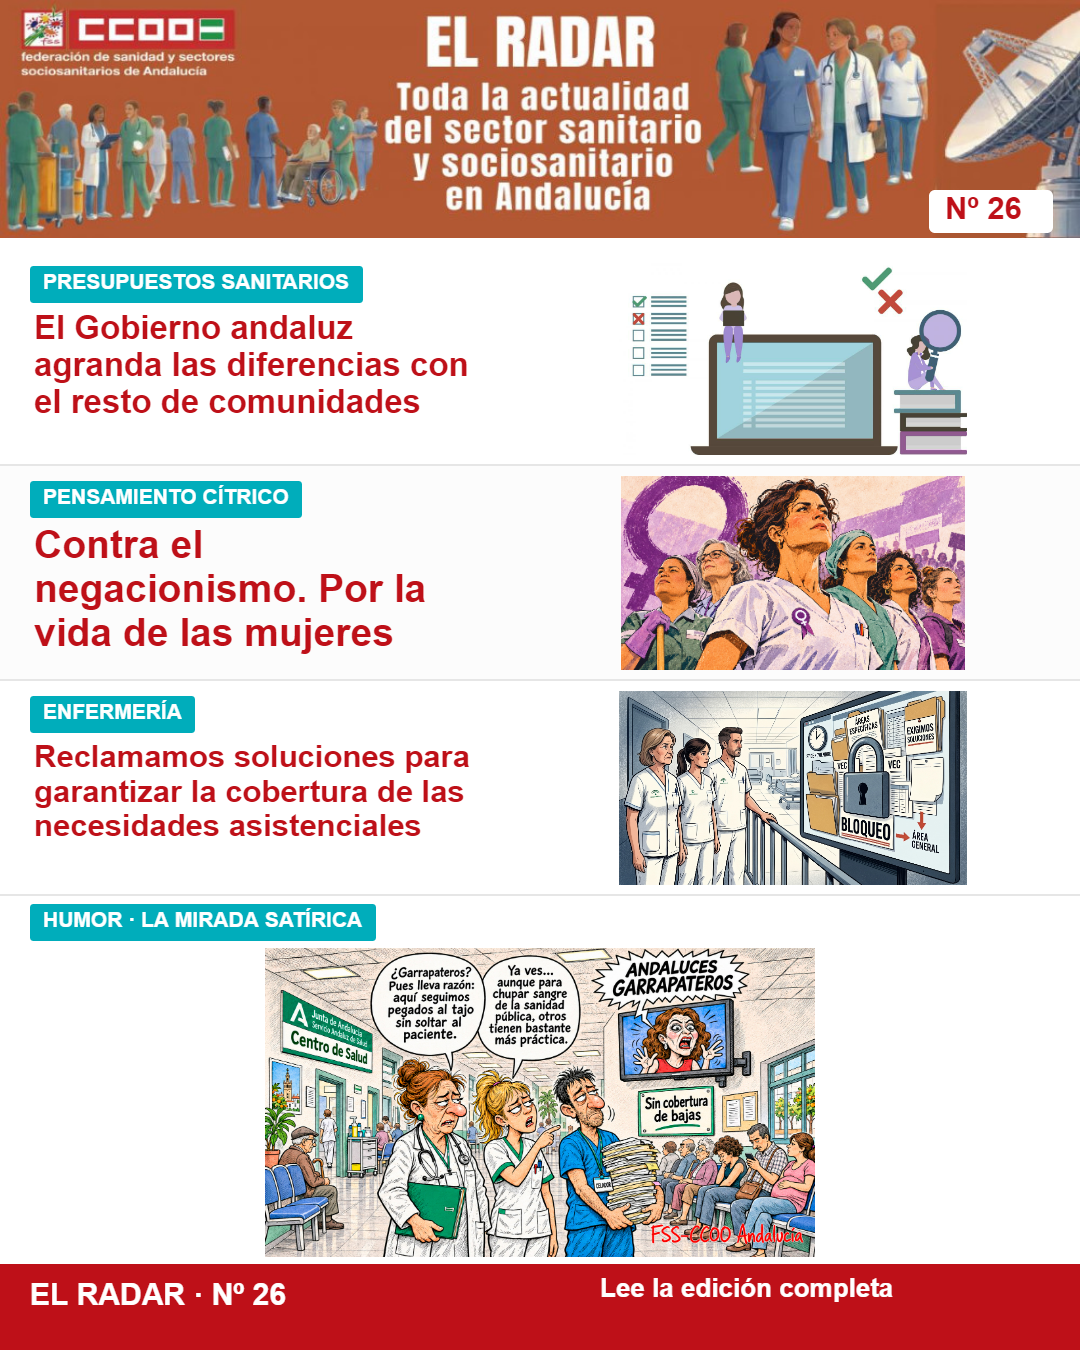 CCOO
fss
federación de sanidad y sectores
sociosanitarios de Andalucía
EL RADAR
Toda la actualidad
del sector sanitario
y sociosanitario
en Andalucía
Nº 26
PRESUPUESTOS SANITARIOS
El Gobierno andaluz
agranda las diferencias con
el resto de comunidades
PENSAMIENTO CÍTRICO
Contra el
negacionismo. Por la
vida de las mujeres
ENFERMERÍA
Reclamamos soluciones para
garantizar la cobertura de las
necesidades asistenciales
ÁREAS
ESPECÍFICAS
EXIGIMOS
SOLUCIONES
VEC
VEC
BLOQUEO
ÁREA
GENERAL
HUMOR · LA MIRADA SATÍRICA
¿Garrapateros?
Pues lleva razón:
aquí seguimos
pegados al tajo
sin soltar al
paciente.
Ya ves...
aunque para
chupar sangre
de la sanidad
pública, otros
tienen bastante
más práctica.
ANDALUCES
GARRAPATEROS
Junta de Andalucía
Servicio Andaluz de Salud
Centro de Salud
Sin cobertura
de bajas
CELADOR
FSS-CCOO Andalucía
EL RADAR · Nº 26
Lee la edición completa